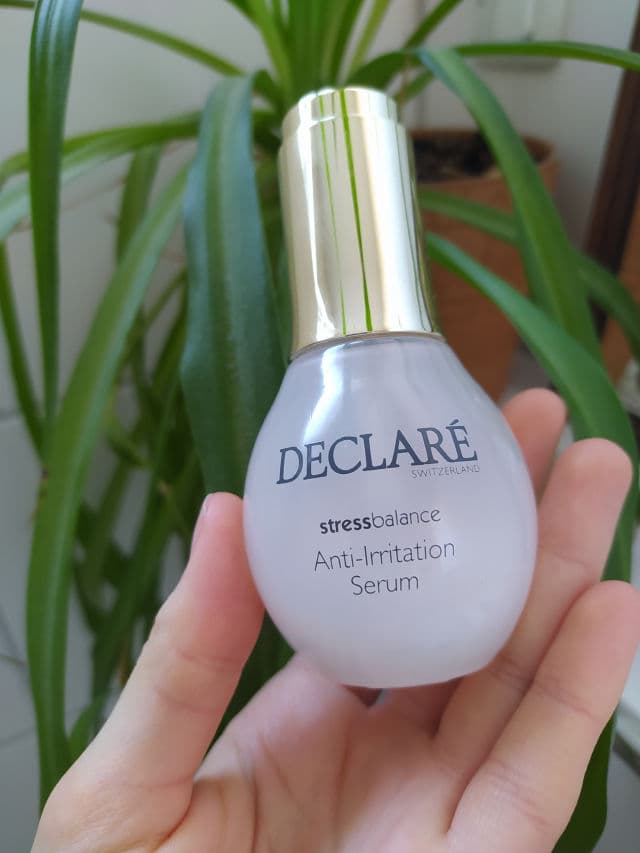 DECLARÉ
SWITZERLAND
stressbalance
Anti-Irritation
Serum